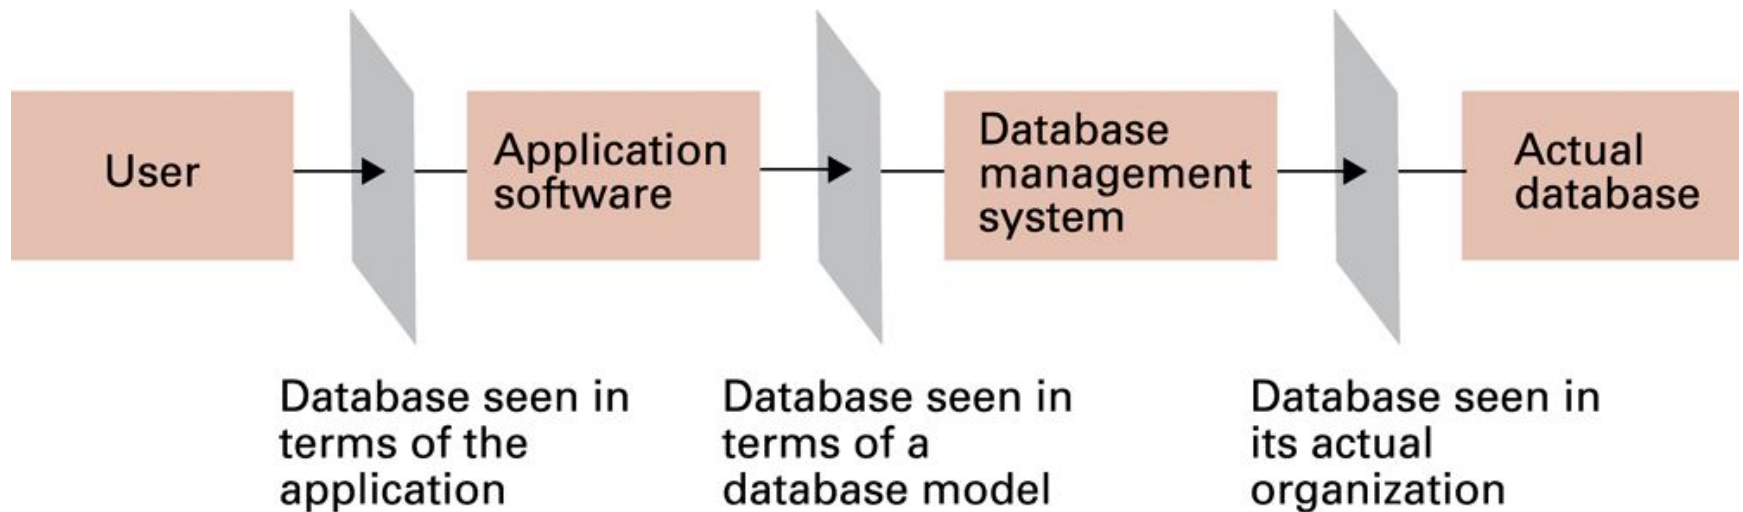 User
Application
software
Database
management
system
Actual
database
Database seen in
terms of the
application
Database seen in
terms of a
database model
Database seen in
its actual
organization